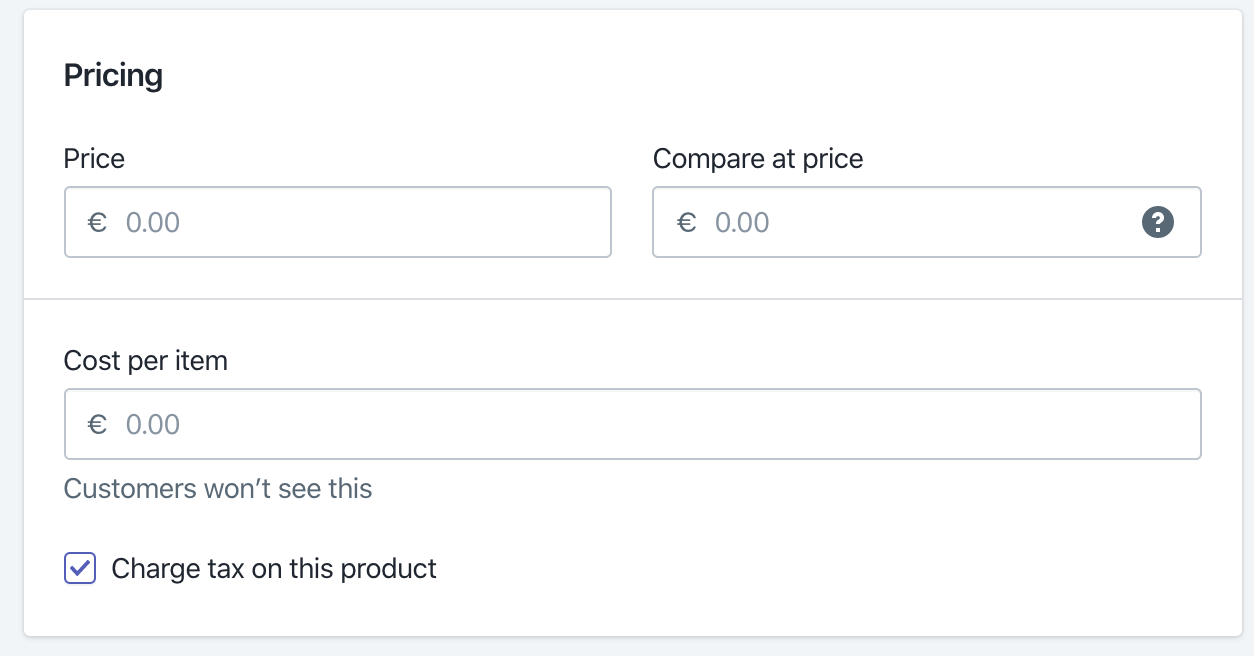 Pricing
Price
Compare at price
€ 0.00
€ 0.00 ?
Cost per item
€ 0.00
Customers won’t see this
Charge tax on this product